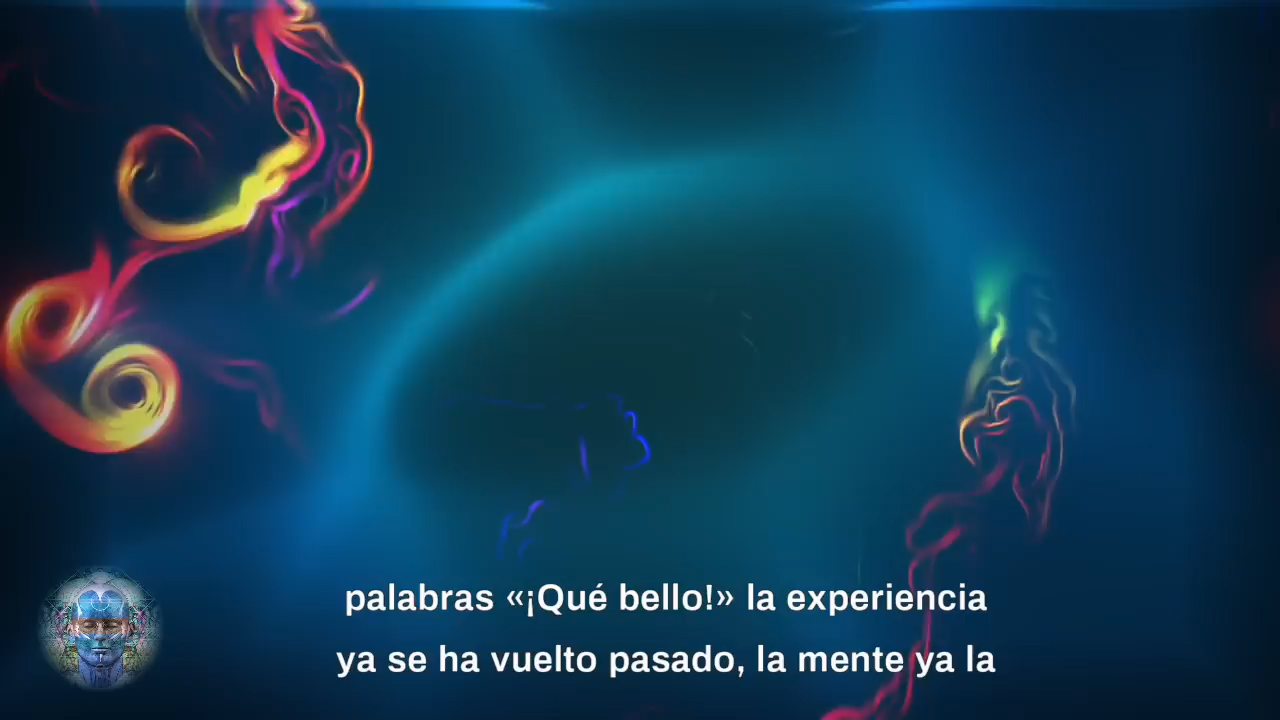 palabras «¡Qué bello!» la experiencia
ya se ha vuelto pasado, la mente ya la